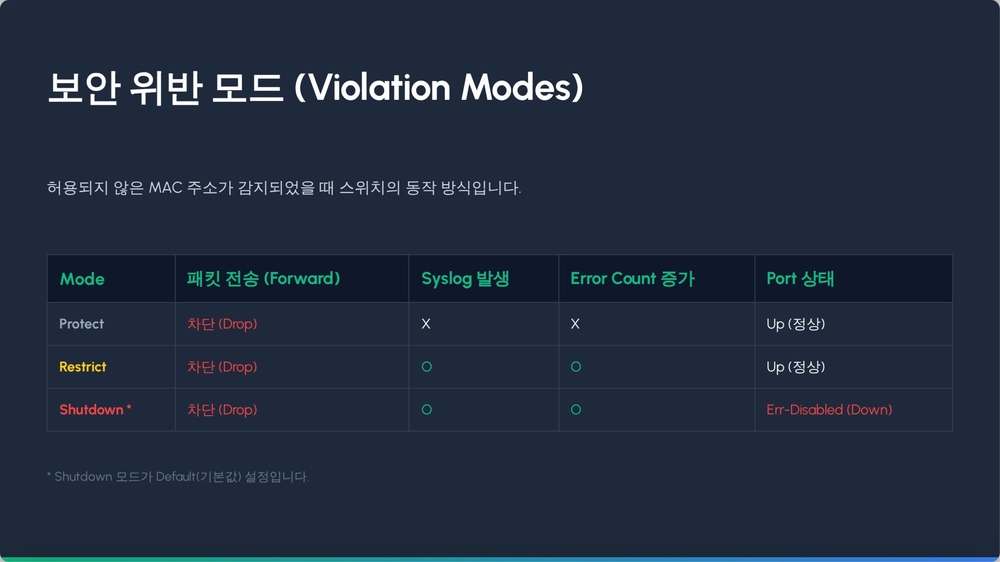 보안 위반 모드 (Violation Modes)
허용되지 않은 MAC 주소가 감지되었을 때 스위치의 동작 방식입니다.
Mode 패킷 전송 (Forward) Syslog 발생 Error Count 증가 Port 상태
Protect 차단 (Drop) X X Up (정상)
Restrict 차단 (Drop) O O Up (정상)
Shutdown * 차단 (Drop) O O Err-Disabled (Down)
* Shutdown 모드가 Default(기본값) 설정입니다.